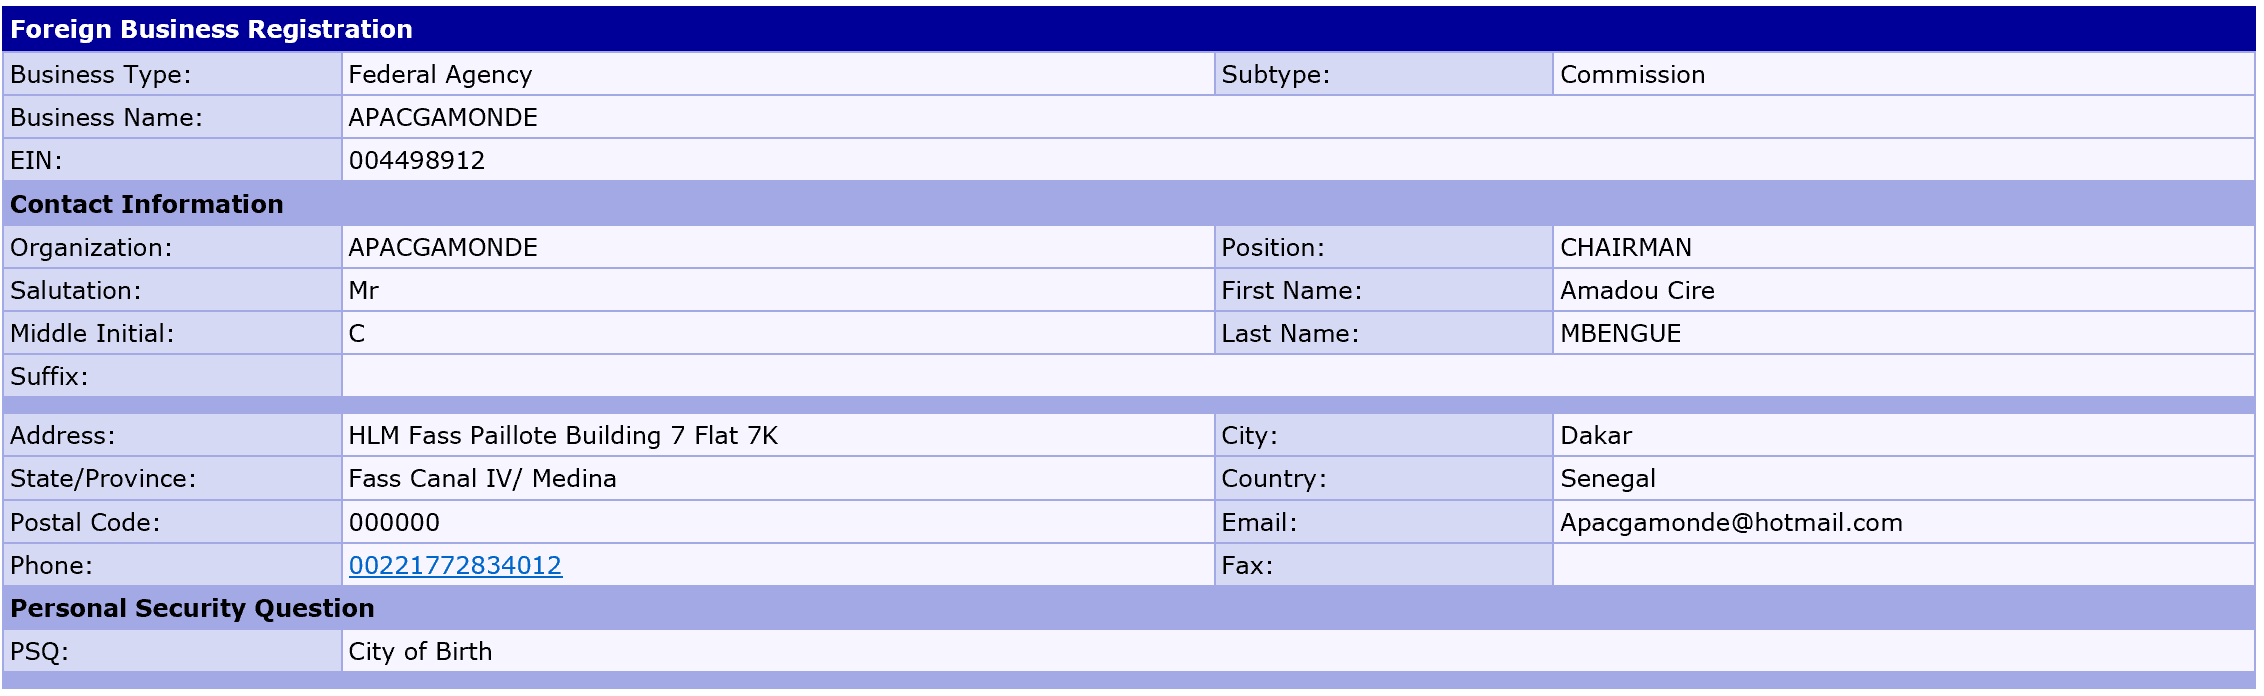 Foreign Business Registration
Business Type: Federal Agency Subtype: Commission
Business Name: APACGAMONDE
EIN: 004498912
Contact Information
Organization: APACGAMONDE Position: CHAIRMAN
Salutation: Mr First Name: Amadou Cire
Middle Initial: C Last Name: MBENGUE
Suffix:
Address: HLM Fass Paillote Building 7 Flat 7K City: Dakar
State/Province: Fass Canal IV/ Medina Country: Senegal
Postal Code: 000000 Email: Apacgamonde@hotmail.com
Phone: 00221772834012 Fax:
Personal Security Question
PSQ: City of Birth